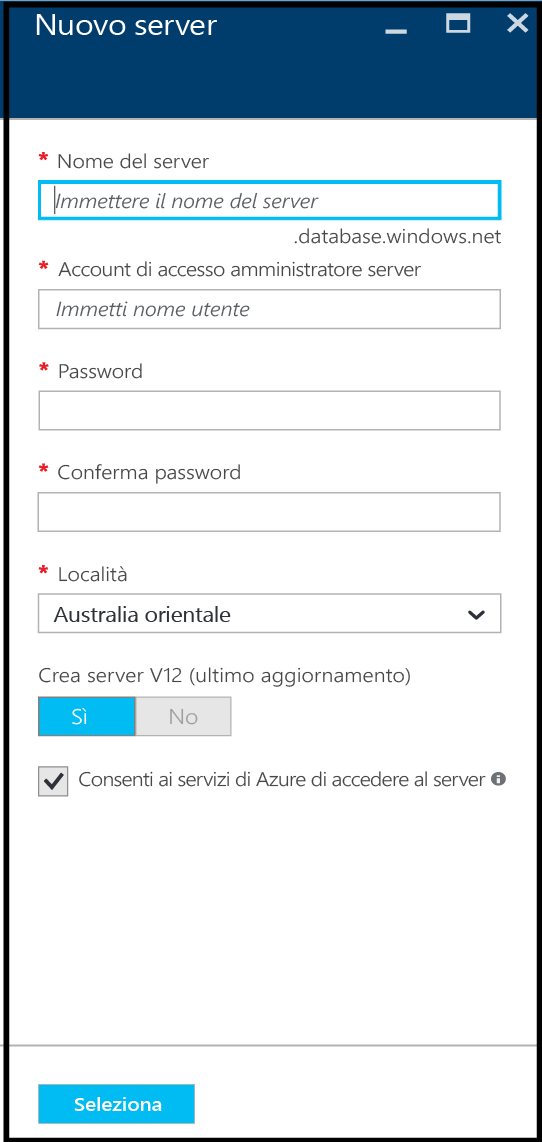 Nuovo server
* Nome del server
Immettere il nome del server
.database.windows.net
* Account di accesso amministratore server
Immetti nome utente
* Password
* Conferma password
* Località
Australia orientale
Crea server V12 (ultimo aggiornamento)
Sì No
Consenti ai servizi di Azure di accedere al server
Seleziona